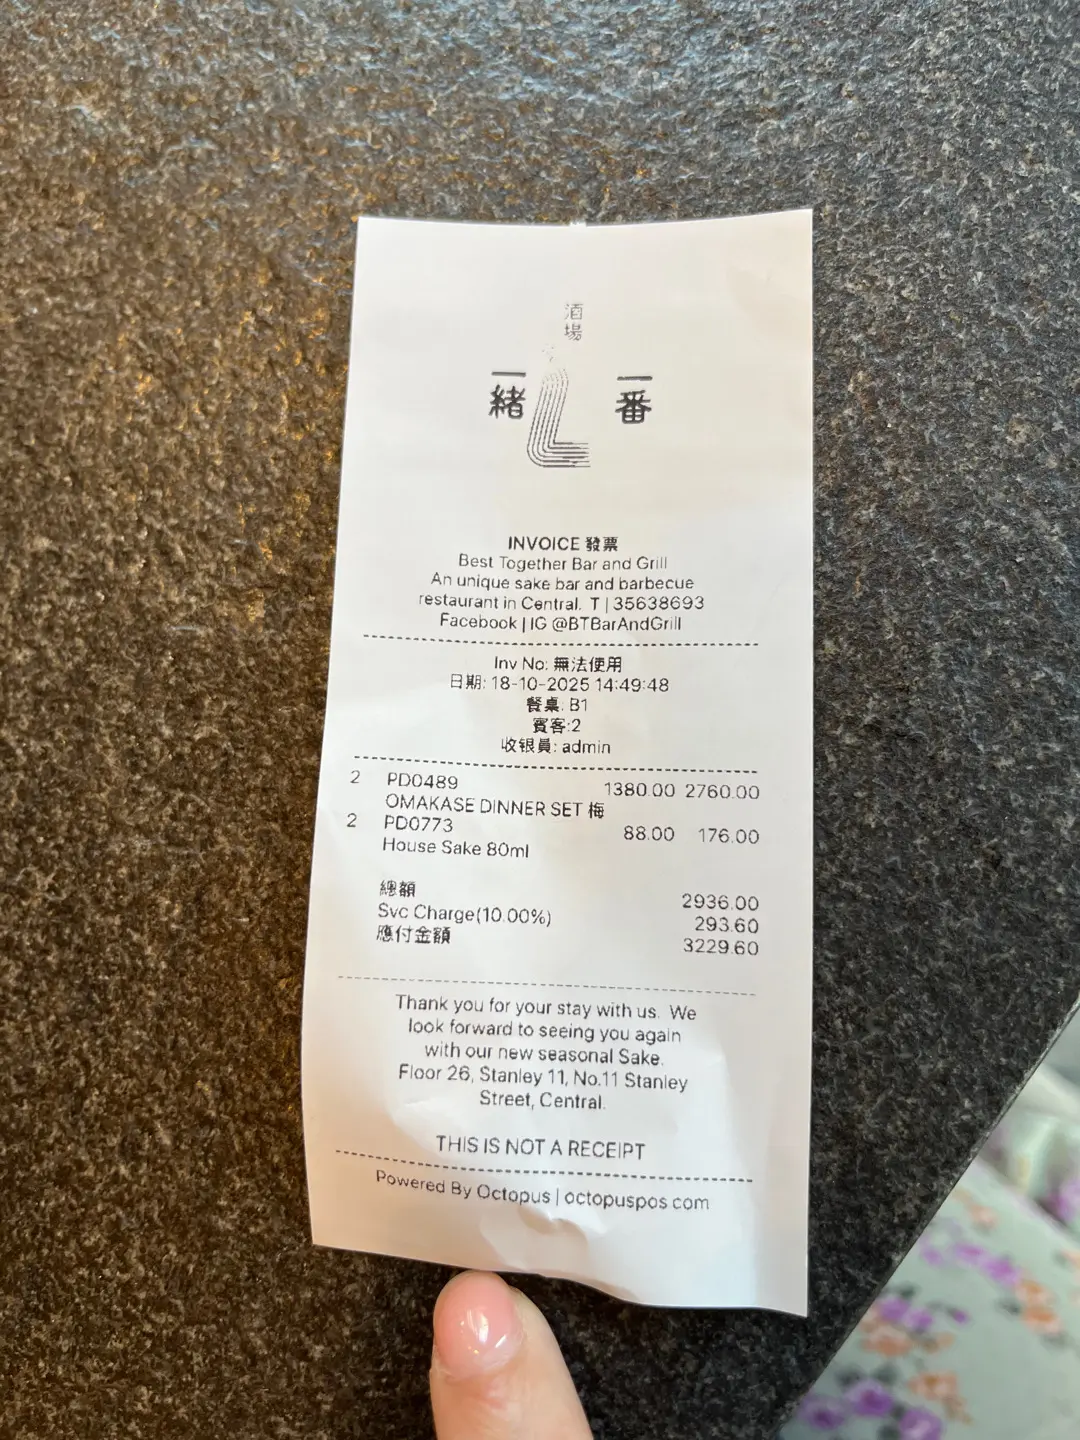 酒場
一緒 一番
INVOICE 發票
Best Together Bar and Grill
An unique sake bar and barbecue
restaurant in Central. T | 35638693
Facebook | IG @BTBarAndGrill
Inv No: 無法使用
日期: 18-10-2025 14:49:48
餐桌: B1
賓客:2
收银員: admin
2 PD0489 1380.00 2760.00
OMAKASE DINNER SET 梅
2 PD0773 88.00 176.00
House Sake 80ml
總額 2936.00
Svc Charge(10.00%) 293.60
應付金額 3229.60
Thank you for your stay with us. We
look forward to seeing you again
with our new seasonal Sake.
Floor 26, Stanley 11, No.11 Stanley
Street, Central.
THIS IS NOT A RECEIPT
Powered By Octopus | octopuspos.com